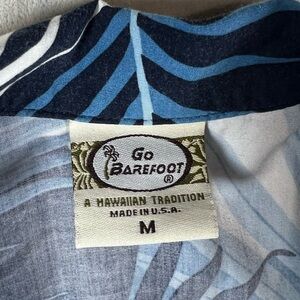 Go
BAREFOOT
®
A HAWAIIAN TRADITION
MADE IN U.S.A.
M